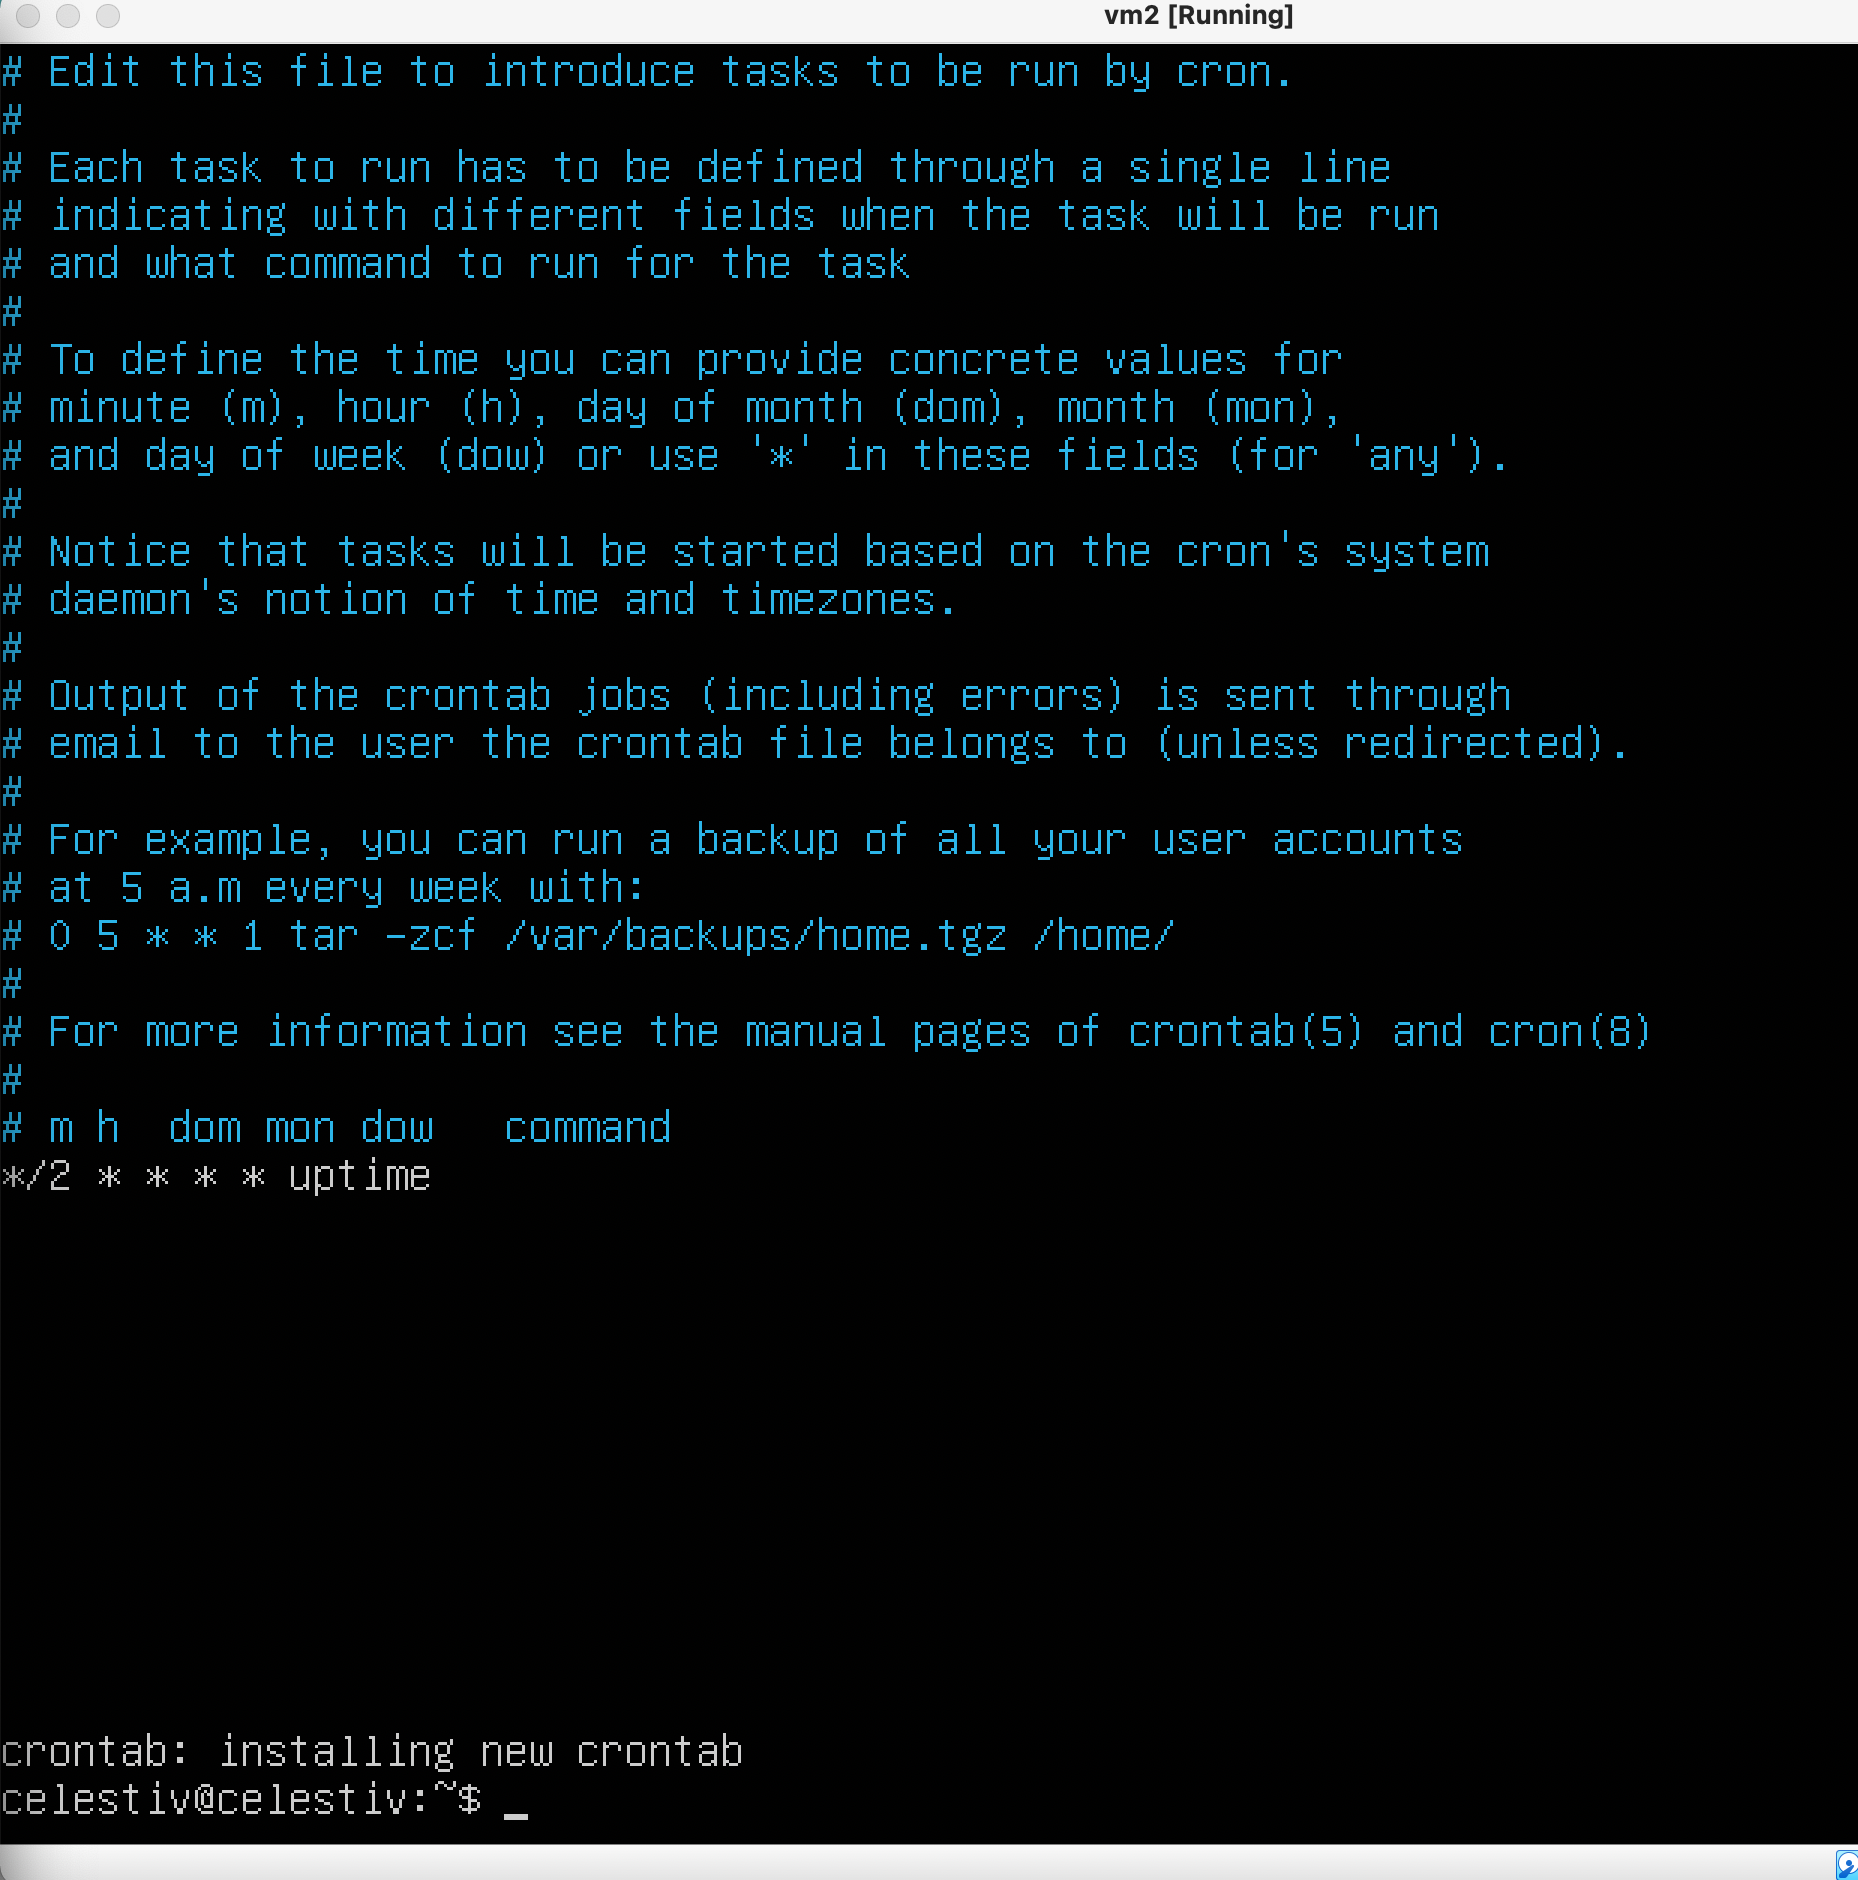 vm2 [Running]
# Edit this file to introduce tasks to be run by cron.
#
# Each task to run has to be defined through a single line
# indicating with different fields when the task will be run
# and what command to run for the task
#
# To define the time you can provide concrete values for
# minute (m), hour (h), day of month (dom), month (mon),
# and day of week (dow) or use '*' in these fields (for 'any').
#
# Notice that tasks will be started based on the cron's system
# daemon's notion of time and timezones.
#
# Output of the crontab jobs (including errors) is sent through
# email to the user the crontab file belongs to (unless redirected).
#
# For example, you can run a backup of all your user accounts
# at 5 a.m every week with:
# 0 5 * * 1 tar -zcf /var/backups/home.tgz /home/
#
# For more information see the manual pages of crontab(5) and cron(8)
#
# m h  dom mon dow   command
*/2 * * * * uptime
crontab: installing new crontab
celestiv@celestiv:~$ _